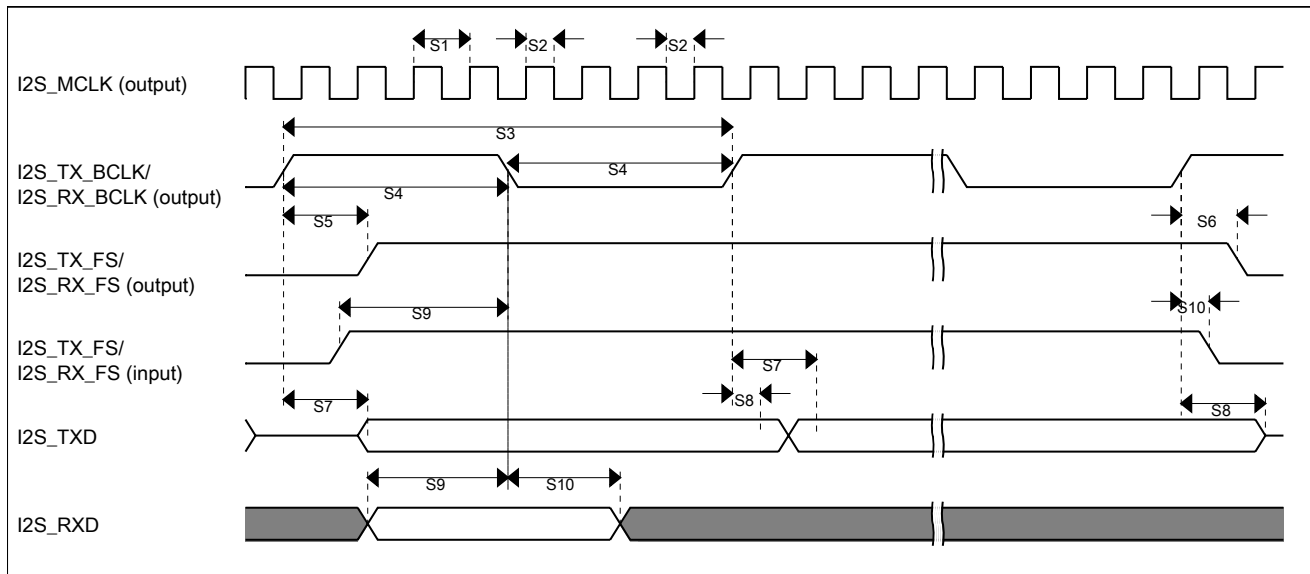 S1
S2
S2
I2S_MCLK (output)
S3
I2S_TX_BCLK/
I2S_RX_BCLK (output)
S4
S4
S5
S6
I2S_TX_FS/
I2S_RX_FS (output)
S9
S10
I2S_TX_FS/
I2S_RX_FS (input)
S7
S7
S8
S8
I2S_TXD
S9
S10
I2S_RXD